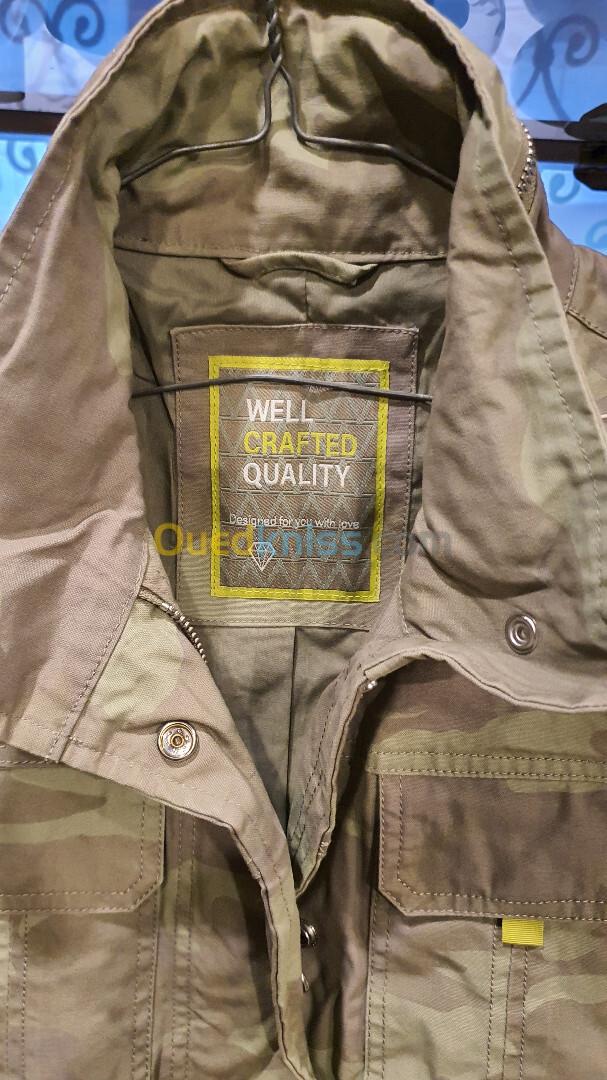 WELL
CRAFTED
QUALITY
Designed for you with love
Ouedkniss.com